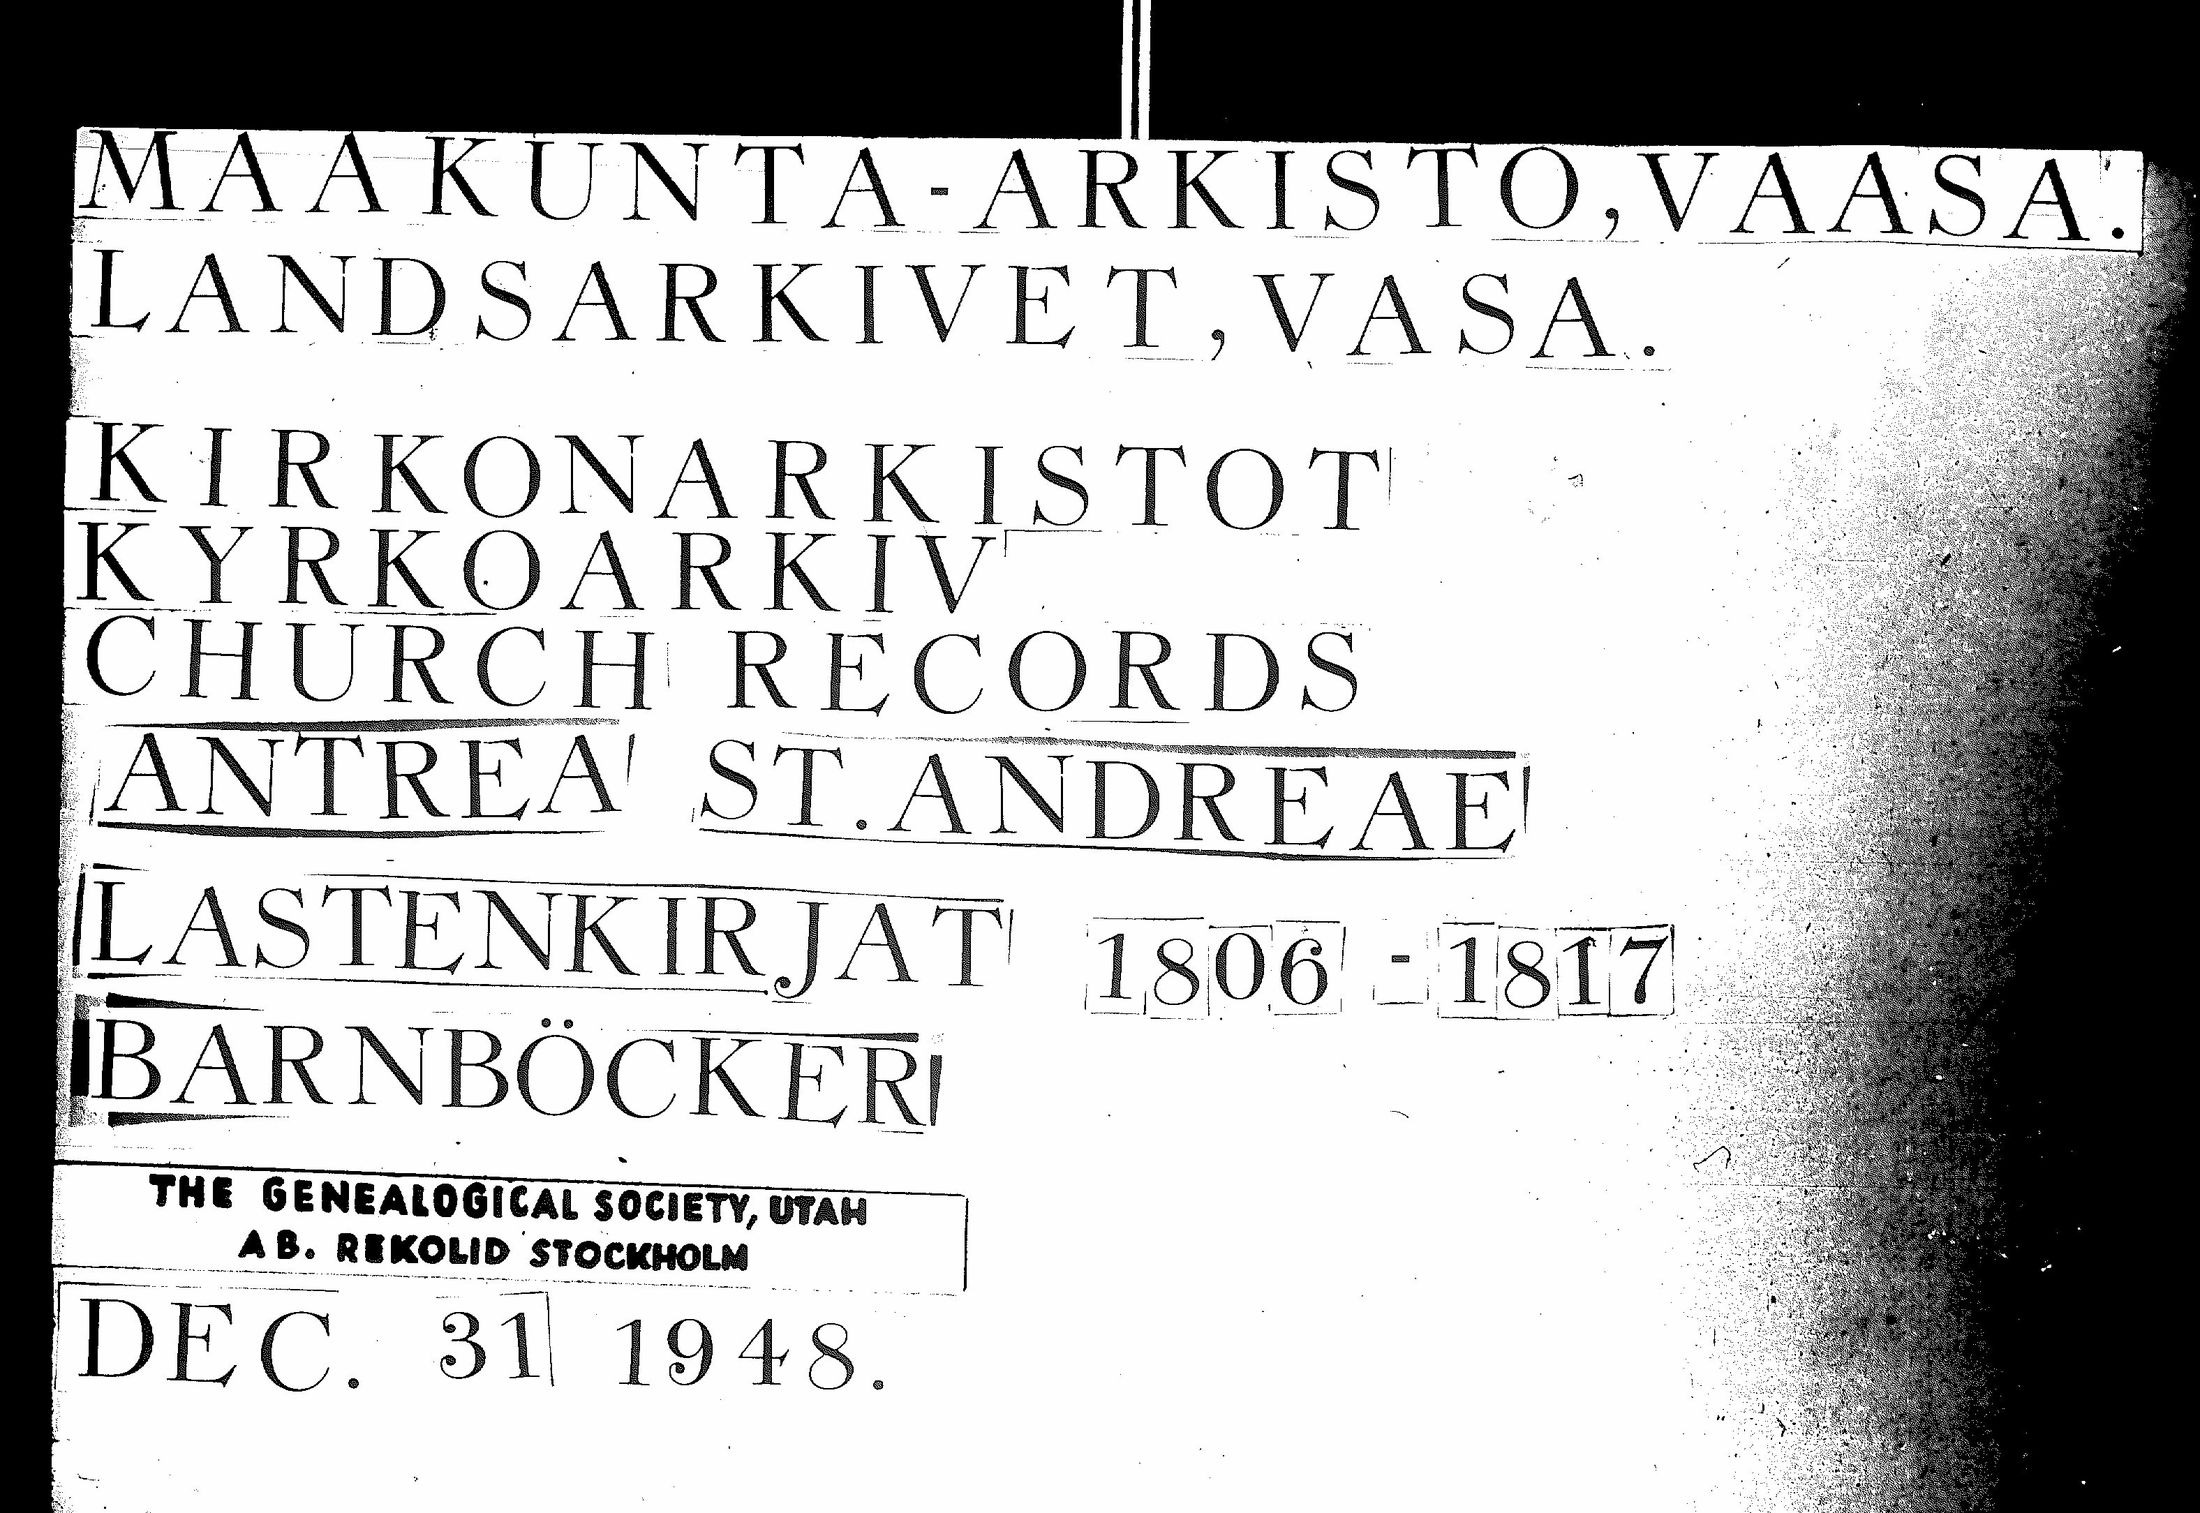 MAAKUNTA-ARKISTO, VAASA.
LANDSARKIVET, VASA.
KIRKONARKISTOT
KYRKOARKIV
CHURCH RECORDS
ANTREA ST. ANDREAE
LASTENKIRJAT 1806 - 1817
BARNBÖCKER
THE GENEALOGICAL SOCIETY, UTAH
AB. REKOLID STOCKHOLM
DEC. 31 1948.